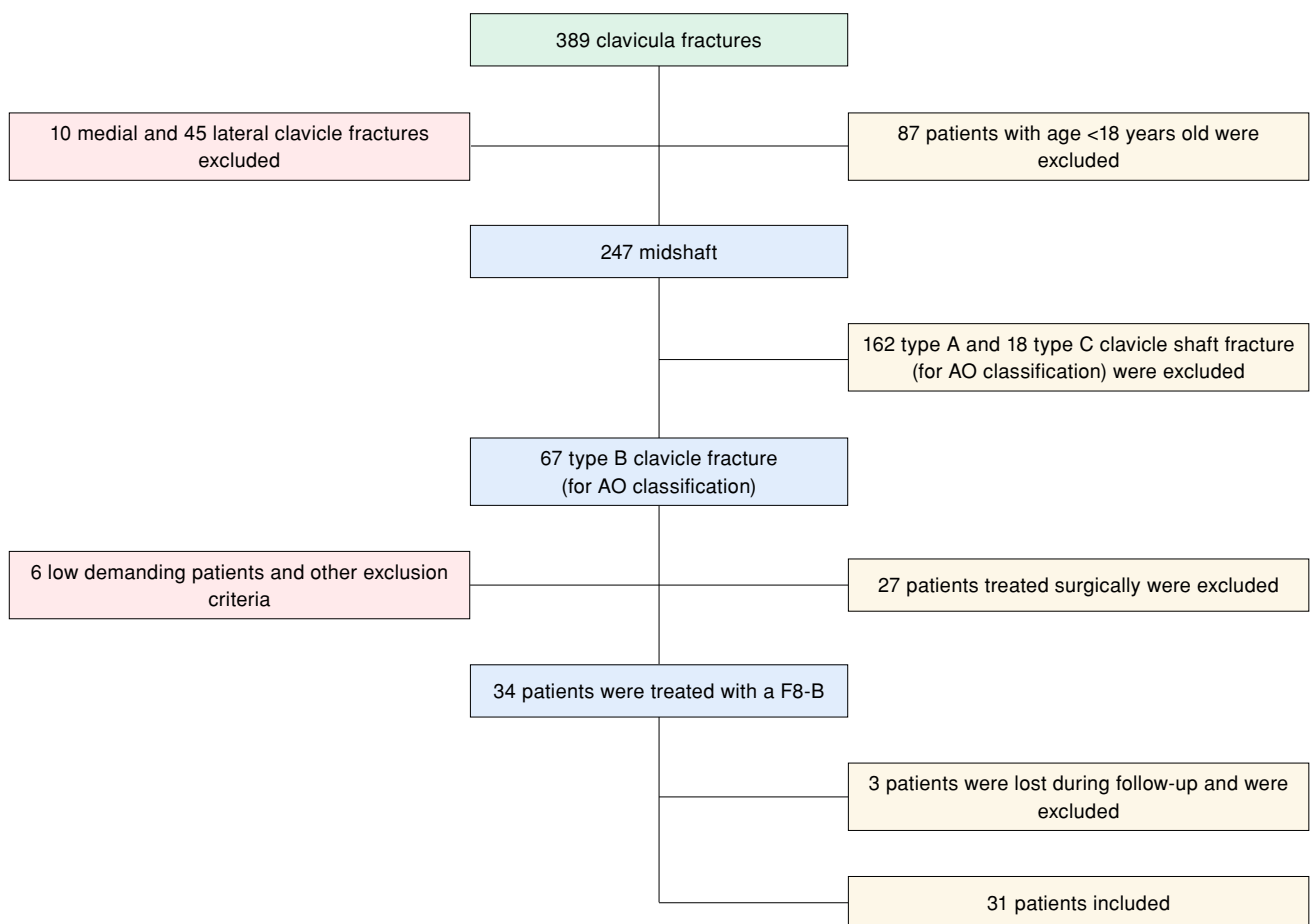 389 clavicula fractures
10 medial and 45 lateral clavicle fractures
excluded
87 patients with age <18 years old were
excluded
247 midshaft
162 type A and 18 type C clavicle shaft fracture
(for AO classification) were excluded
67 type B clavicle fracture
(for AO classification)
6 low demanding patients and other exclusion
criteria
27 patients treated surgically were excluded
34 patients were treated with a F8-B
3 patients were lost during follow-up and were
excluded
31 patients included